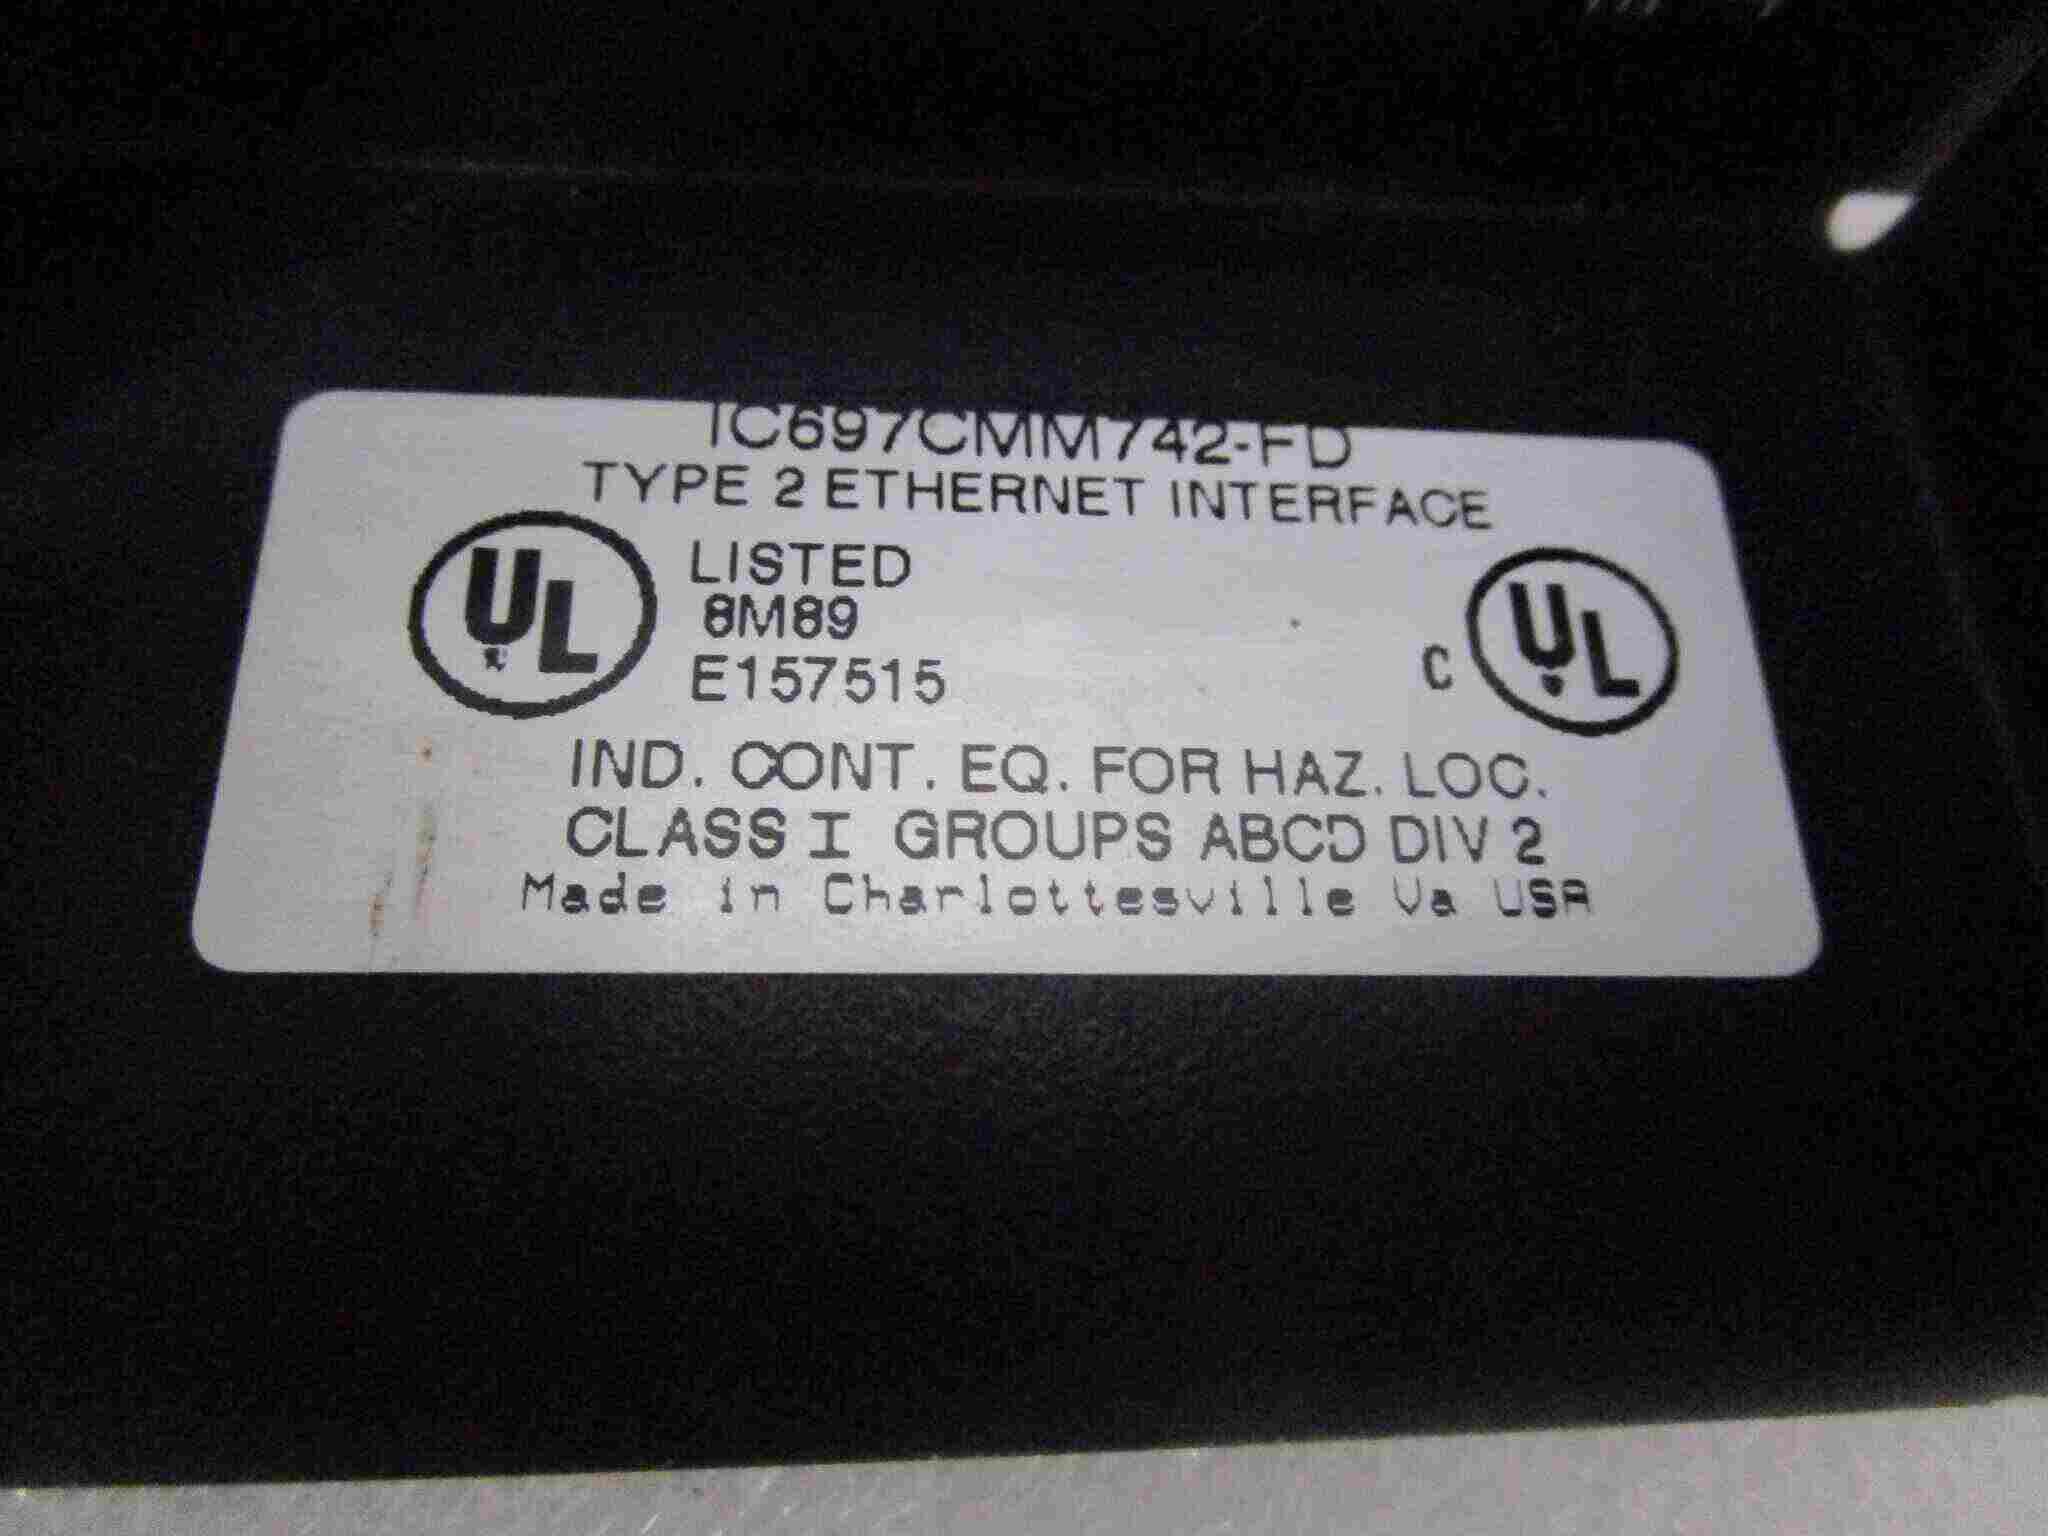 IC697CMM742-FD
TYPE 2 ETHERNET INTERFACE
UL
LISTED
8M89
E157515
C UL
IND. CONT. EQ. FOR HAZ. LOC.
CLASS I GROUPS ABCD DIV 2
Made in Charlottesville Va USA